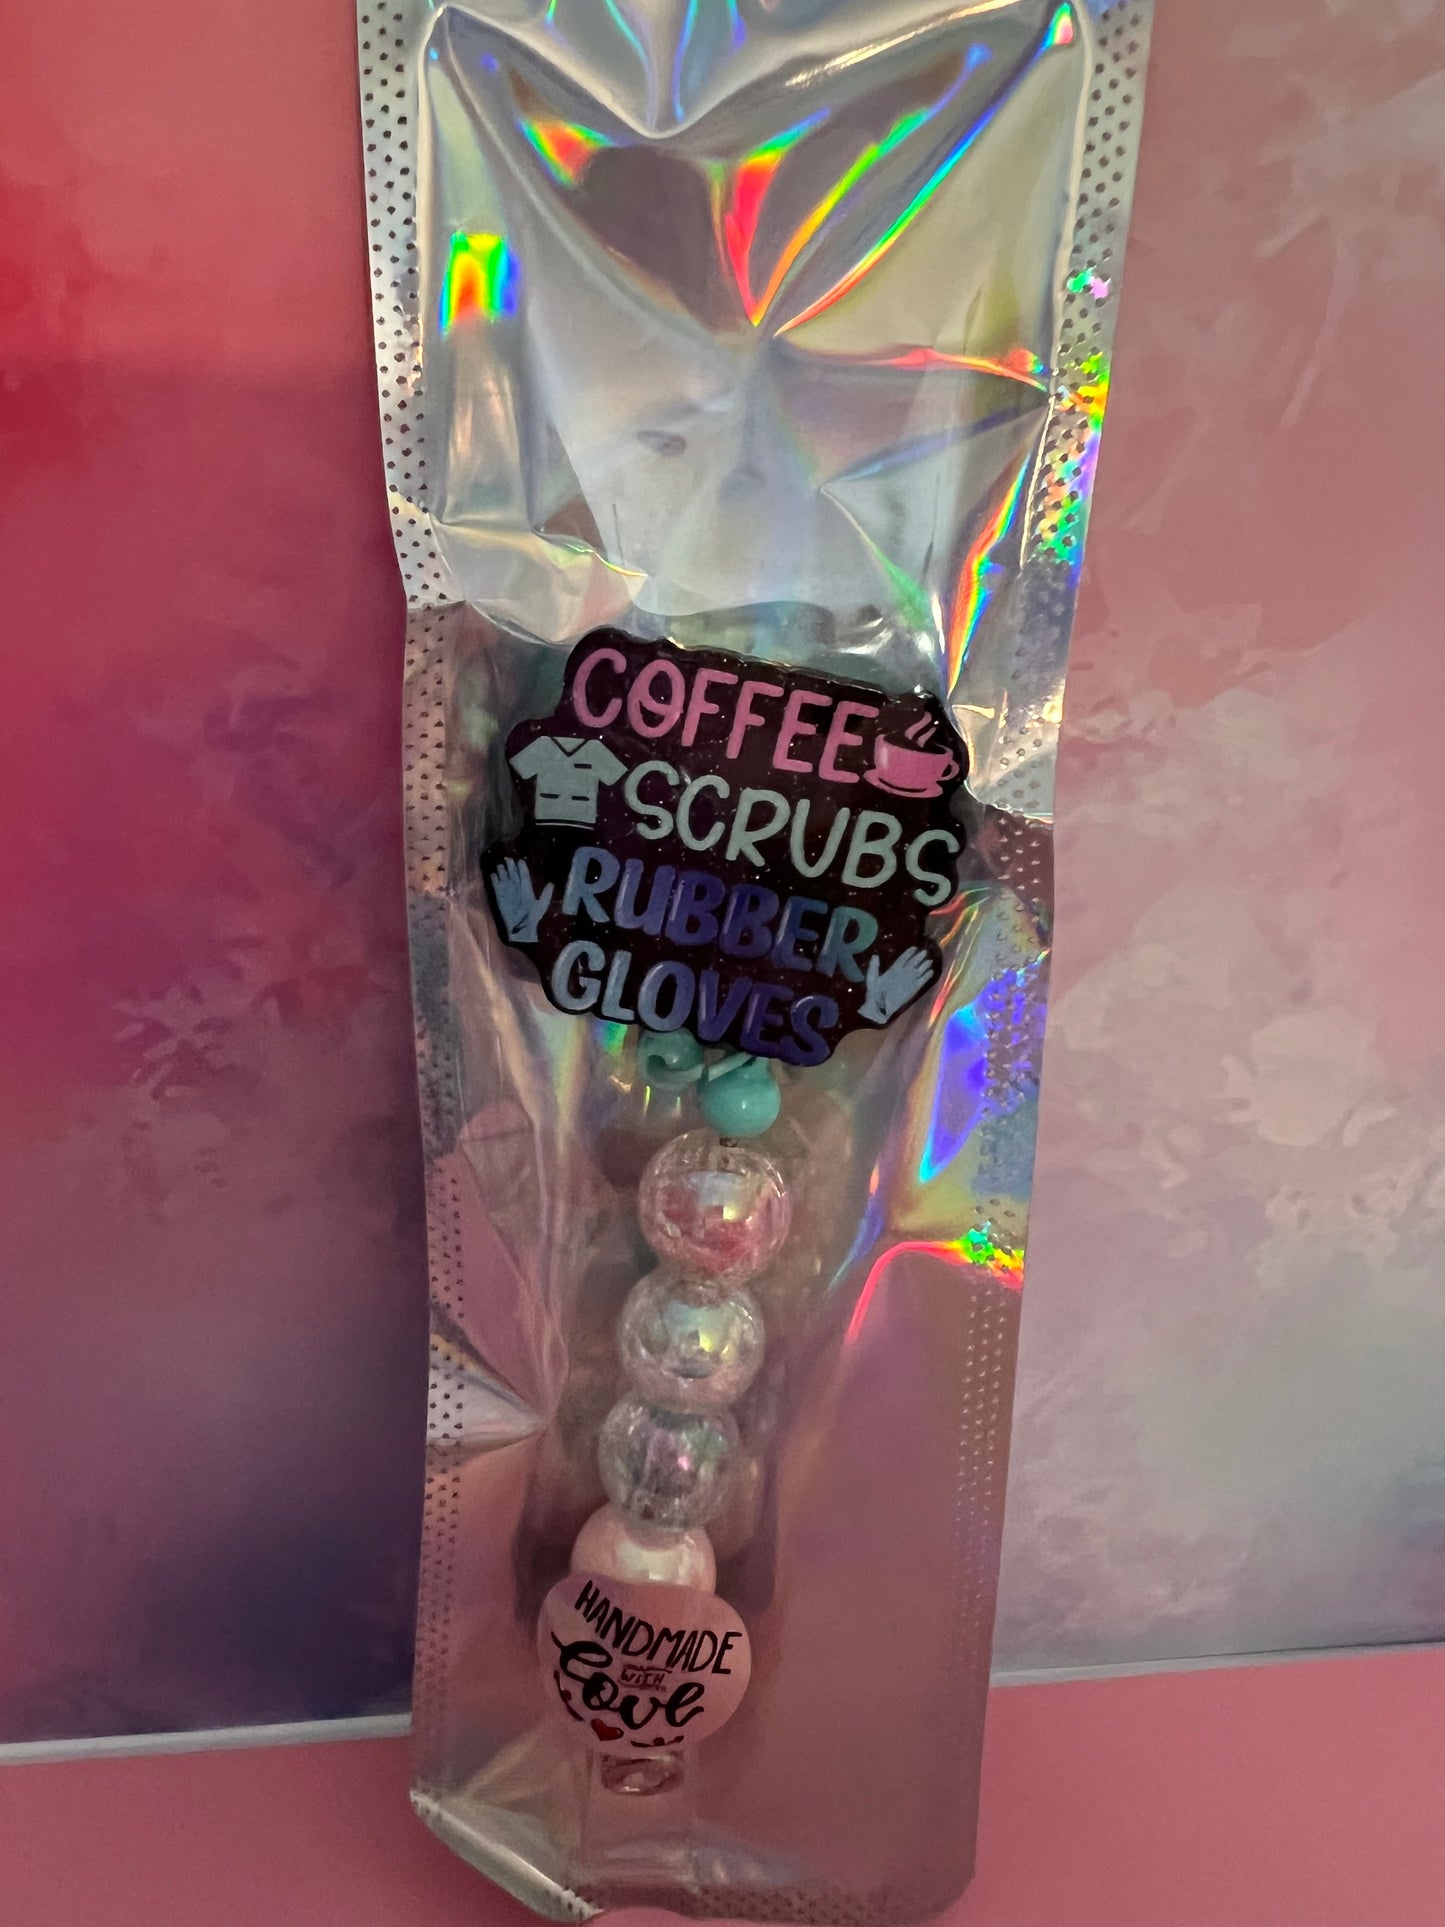 COFFEE
SCRUBS
RUBBER
GLOVES
HANDMADE
WITH
Love